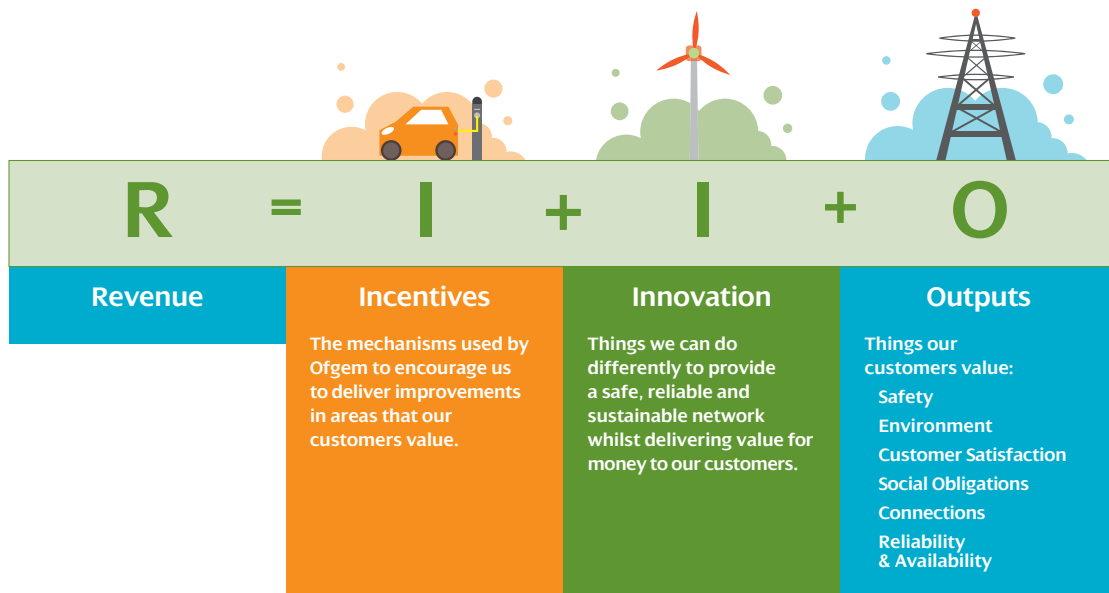 R = I + I + O
Revenue
Incentives
The mechanisms used by
Ofgem to encourage us
to deliver improvements
in areas that our
customers value.
Innovation
Things we can do
differently to provide
a safe, reliable and
sustainable network
whilst delivering value for
money to our customers.
Outputs
Things our
customers value:
Safety
Environment
Customer Satisfaction
Social Obligations
Connections
Reliability
& Availability